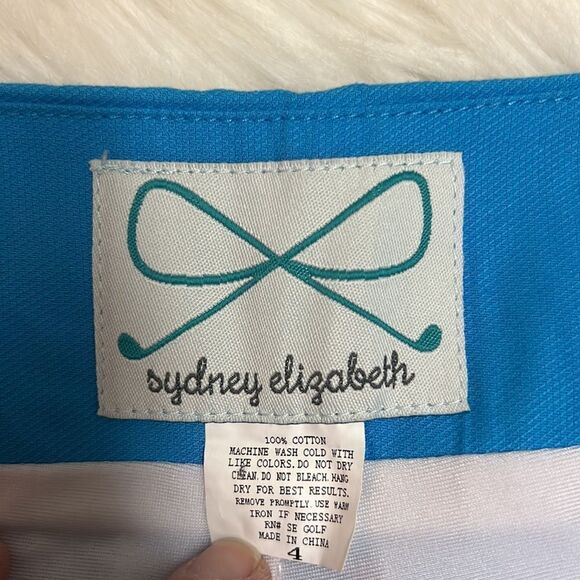 sydney elizabeth
100% COTTON
MACHINE WASH COLD WITH
LIKE COLORS. DO NOT DRY
CLEAN. DO NOT BLEACH. HANG
DRY FOR BEST RESULTS.
REMOVE PROMPTLY. USE WARM
IRON IF NECESSARY
RN# SE GOLF
MADE IN CHINA
4